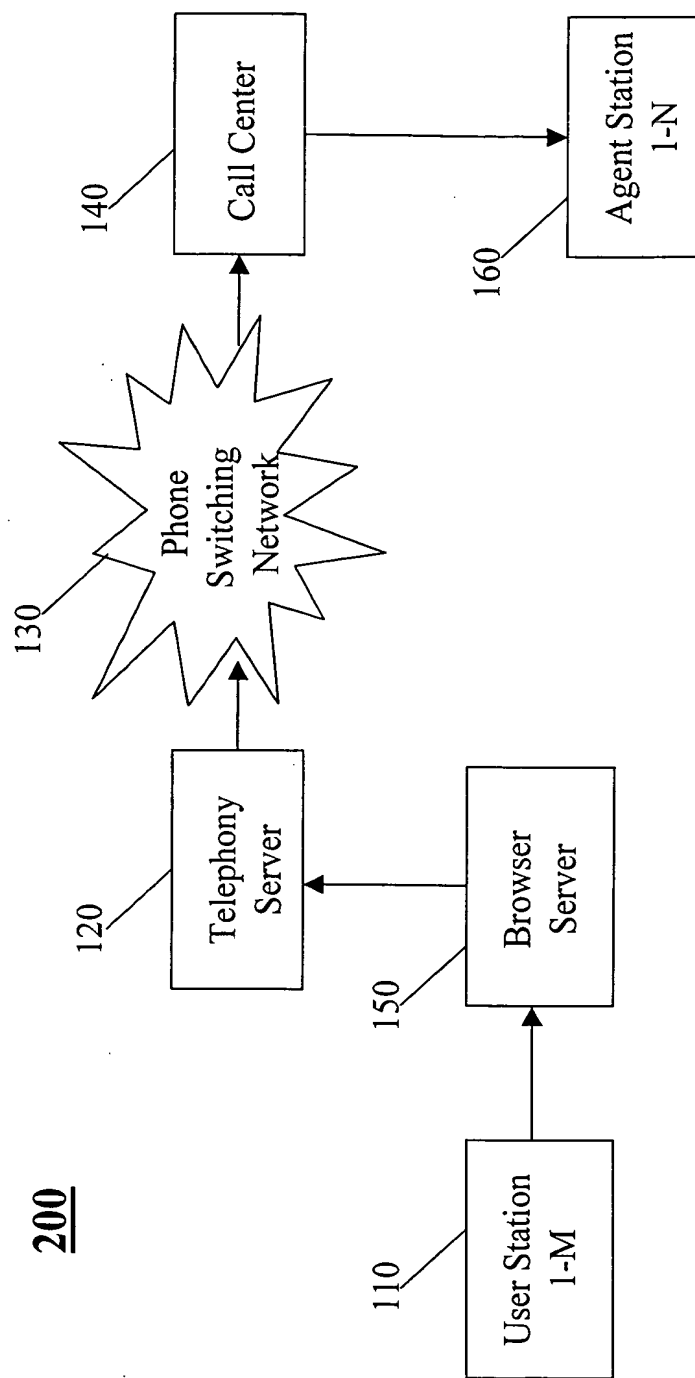 200
110
User Station
1-M
150
Browser
Server
120
Telephony
Server
130
Phone
Switching
Network
140
Call Center
160
Agent Station
1-N